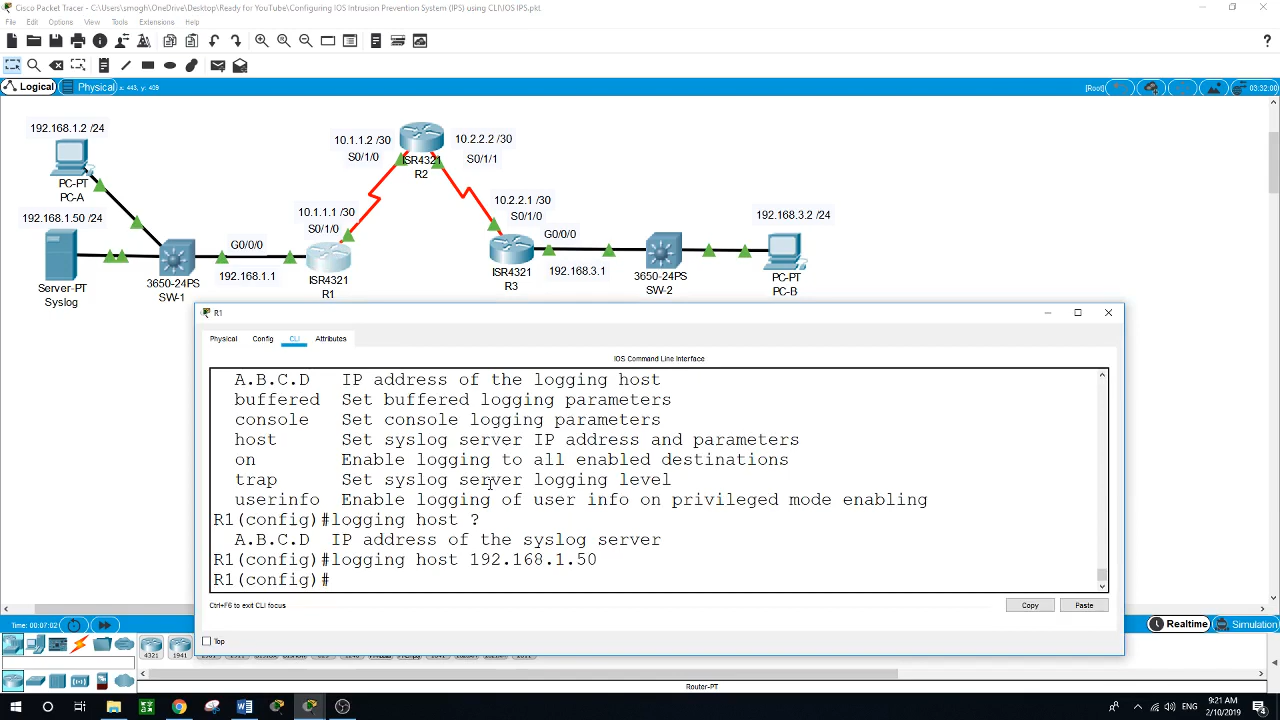 Cisco Packet Tracer - C:\Users\smogh\OneDrive\Desktop\Ready for YouTube\Configuring IOS Intrusion Prevention System (IPS) using CLI\IOS IPS.pkt
File Edit Options View Tools Extensions Help
Logical Physical x: 443, y: 409 [Root] 03:32:00
192.168.1.2 /24
PC-PT
PC-A
192.168.1.50 /24
Server-PT
Syslog
3650-24PS
SW-1
G0/0/0
192.168.1.1
10.1.1.1 /30
S0/1/0
ISR4321
R1
10.1.1.2 /30
S0/1/0
ISR4321
R2
10.2.2.2 /30
S0/1/1
10.2.2.1 /30
S0/1/0
ISR4321
R3
G0/0/0
192.168.3.1
3650-24PS
SW-2
192.168.3.2 /24
PC-PT
PC-B
R1
Physical Config CLI Attributes
IOS Command Line Interface
A.B.C.D IP address of the logging host
buffered Set buffered logging parameters
console Set console logging parameters
host Set syslog server IP address and parameters
on Enable logging to all enabled destinations
trap Set syslog server logging level
userinfo Enable logging of user info on privileged mode enabling
R1(config)#logging host ?
A.B.C.D IP address of the syslog server
R1(config)#logging host 192.168.1.50
R1(config)#
Ctrl+F6 to exit CLI focus
Copy Paste
Top
Time: 00:07:02 Realtime Simulation
4321 1941
Router-PT
ENG
9:21 AM
2/10/2019